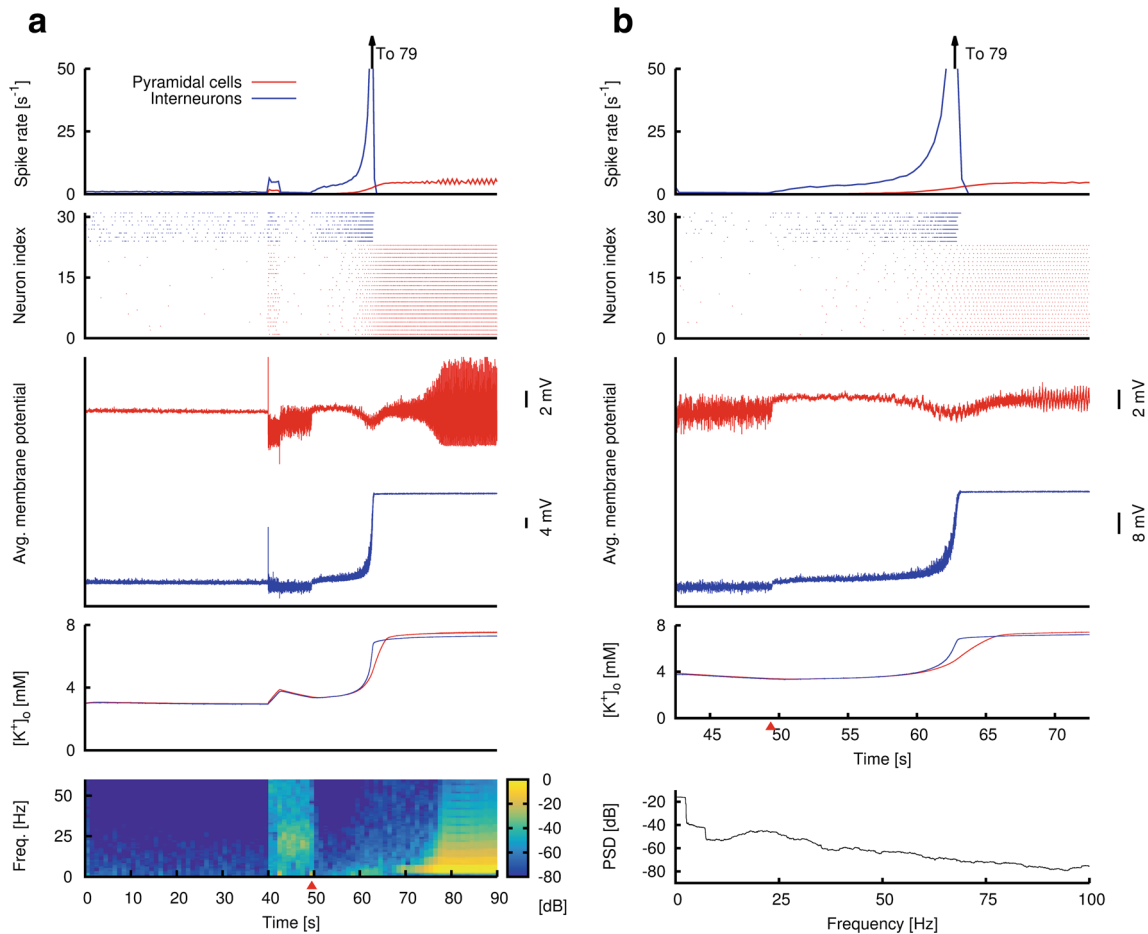 a
To 79
50
25
0
Spike rate [s⁻¹]
Pyramidal cells
Interneurons
30
15
0
Neuron index
Avg. membrane potential
2 mV
4 mV
8
4
0
[K⁺]ₒ [mM]
50
25
0
Freq. [Hz]
0
-20
-40
-60
-80
[dB]
0 10 20 30 40 50 60 70 80 90
Time [s]
b
To 79
50
25
0
Spike rate [s⁻¹]
30
15
0
Neuron index
Avg. membrane potential
2 mV
8 mV
8
4
0
[K⁺]ₒ [mM]
45 50 55 60 65 70
Time [s]
-20
-40
-60
-80
PSD [dB]
0 25 50 75 100
Frequency [Hz]